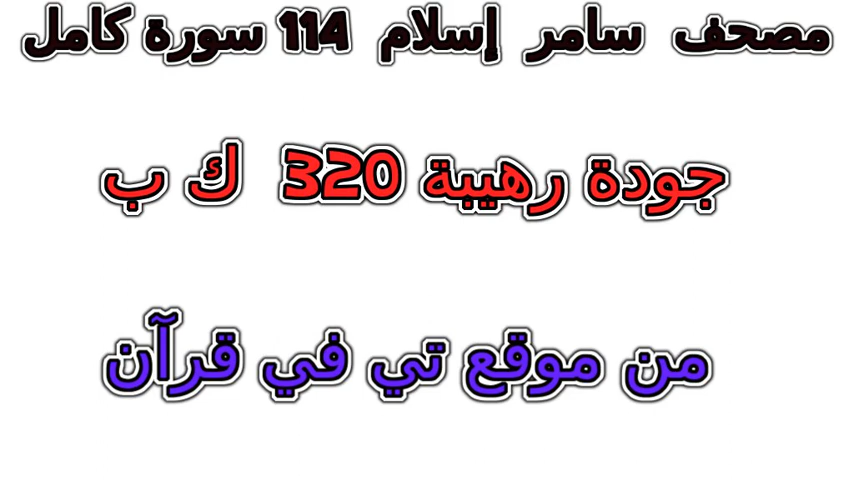 مصحف سامر إسلام 114 سورة كامل
جودة رهيبة 320 ك ب
من موقع تي في قرآن